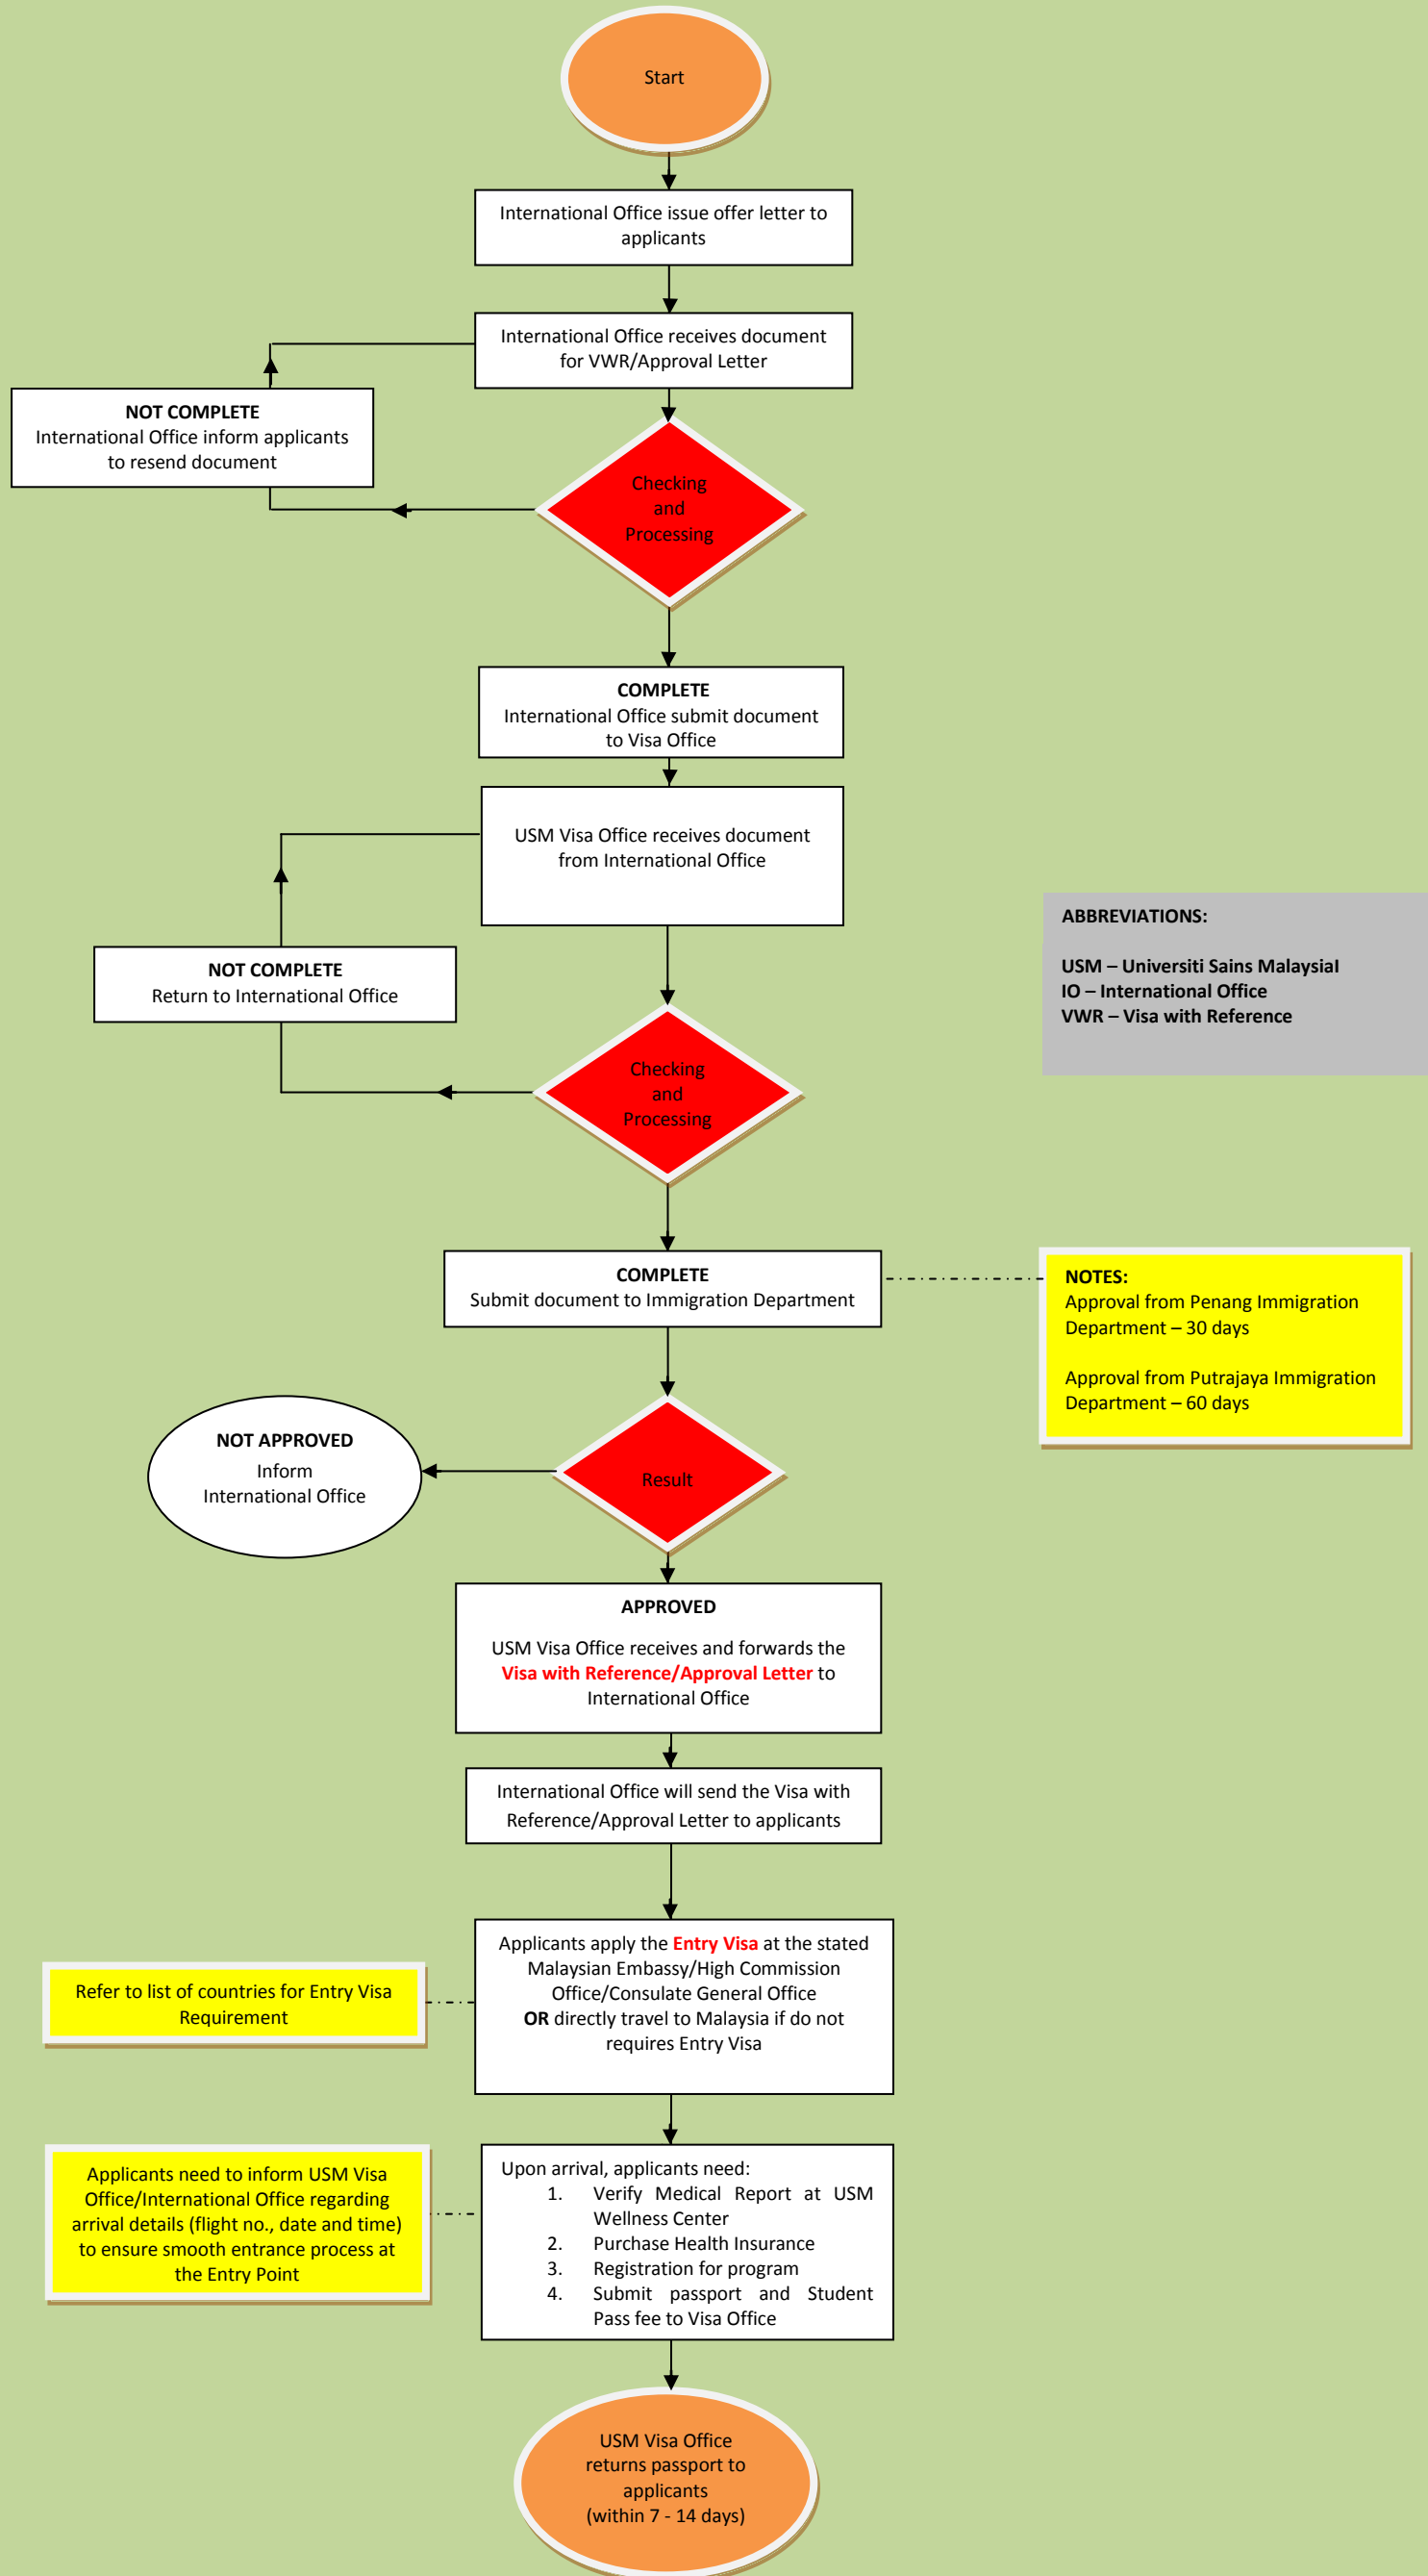 Start
International Office issue offer letter to
applicants
International Office receives document
for VWR/Approval Letter
NOT COMPLETE
International Office inform applicants
to resend document
Checking
and
Processing
COMPLETE
International Office submit document
to Visa Office
USM Visa Office receives document
from International Office
ABBREVIATIONS:
USM – Universiti Sains MalaysiaI
IO – International Office
VWR – Visa with Reference
NOT COMPLETE
Return to International Office
Checking
and
Processing
COMPLETE
Submit document to Immigration Department
NOTES:
Approval from Penang Immigration
Department – 30 days
Approval from Putrajaya Immigration
Department – 60 days
NOT APPROVED
Inform
International Office
Result
APPROVED
USM Visa Office receives and forwards the
Visa with Reference/Approval Letter to
International Office
International Office will send the Visa with
Reference/Approval Letter to applicants
Applicants apply the Entry Visa at the stated
Malaysian Embassy/High Commission
Office/Consulate General Office
OR directly travel to Malaysia if do not
requires Entry Visa
Refer to list of countries for Entry Visa
Requirement
Applicants need to inform USM Visa
Office/International Office regarding
arrival details (flight no., date and time)
to ensure smooth entrance process at
the Entry Point
Upon arrival, applicants need:
1. Verify Medical Report at USM
Wellness Center
2. Purchase Health Insurance
3. Registration for program
4. Submit passport and Student
Pass fee to Visa Office
USM Visa Office
returns passport to
applicants
(within 7 - 14 days)